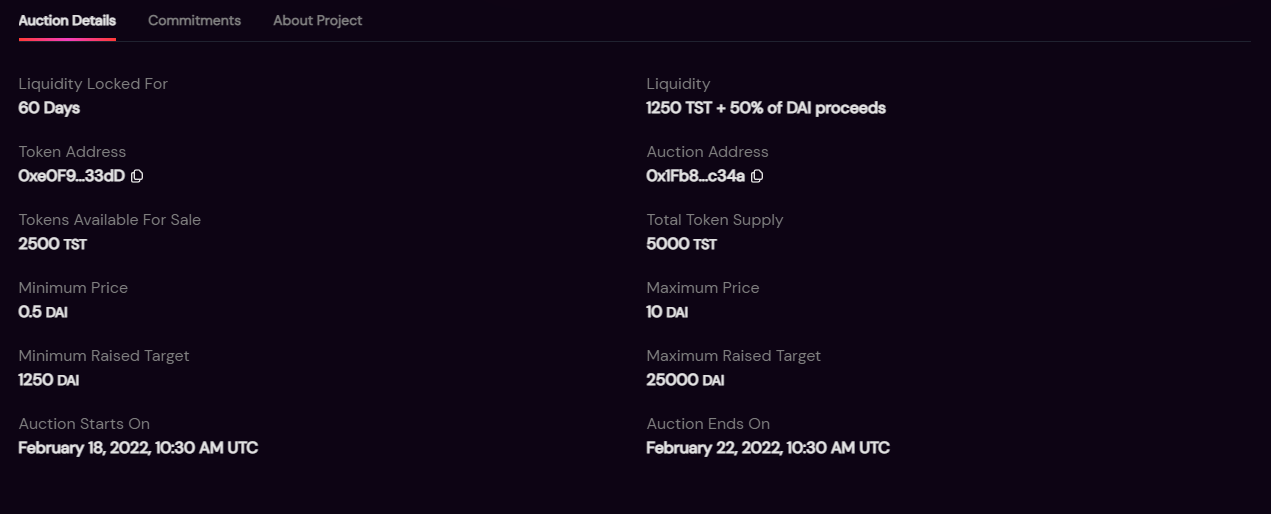 Auction Details Commitments About Project
Liquidity Locked For
60 Days
Liquidity
1250 TST + 50% of DAI proceeds
Token Address
0xe0F9...33dD
Auction Address
0x1Fb8...c34a
Tokens Available For Sale
2500 TST
Total Token Supply
5000 TST
Minimum Price
0.5 DAI
Maximum Price
10 DAI
Minimum Raised Target
1250 DAI
Maximum Raised Target
25000 DAI
Auction Starts On
February 18, 2022, 10:30 AM UTC
Auction Ends On
February 22, 2022, 10:30 AM UTC